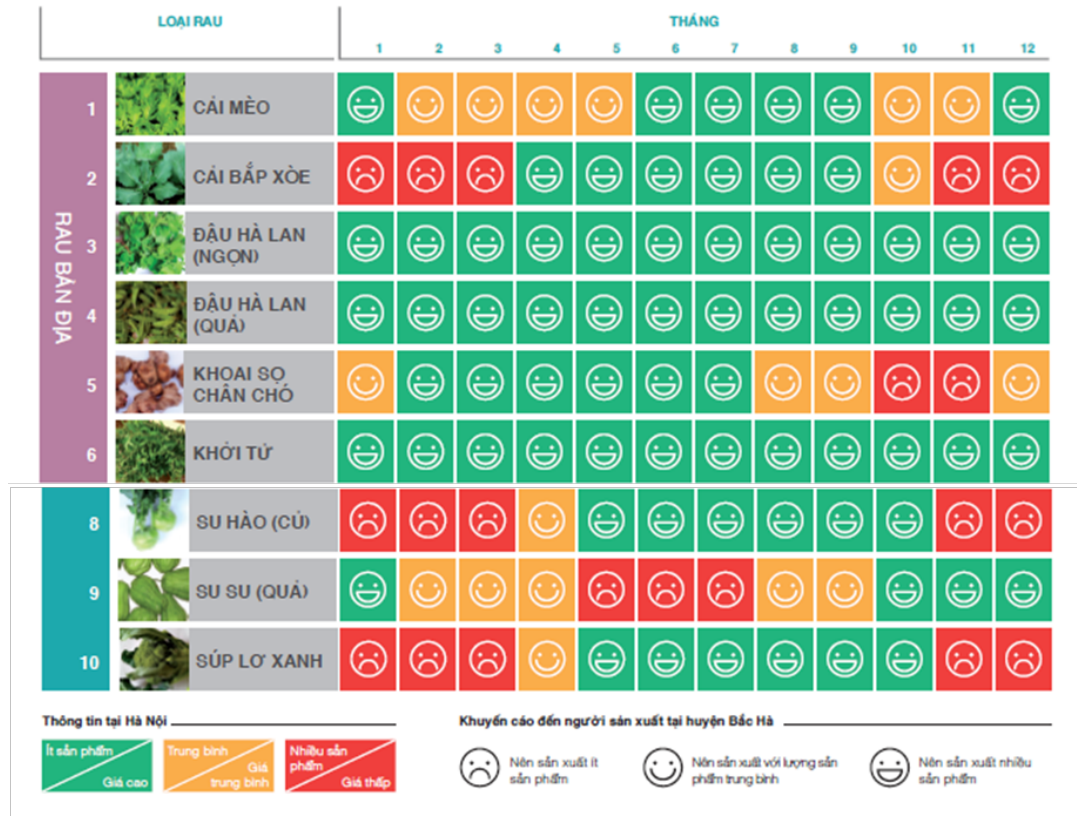 LOẠI RAU
THÁNG
1 2 3 4 5 6 7 8 9 10 11 12
RAU BẢN ĐỊA
1 CẢI MÈO
2 CẢI BẮP XÒE
3 ĐẬU HÀ LAN
(NGỌN)
4 ĐẬU HÀ LAN
(QUẢ)
5 KHOAI SỌ
CHÂN CHÓ
6 KHỞI TỬ
8 SU HÀO (CỦ)
9 SU SU (QUẢ)
10 SÚP LƠ XANH
Thông tin tại Hà Nội
Ít sản phẩm
Giá cao
Trung bình
Giá
trung bình
Nhiều sản
phẩm
Giá thấp
Khuyến cáo đến người sản xuất tại huyện Bắc Hà
Nên sản xuất ít
sản phẩm
Nên sản xuất với lượng sản
phẩm trung bình
Nên sản xuất nhiều
sản phẩm